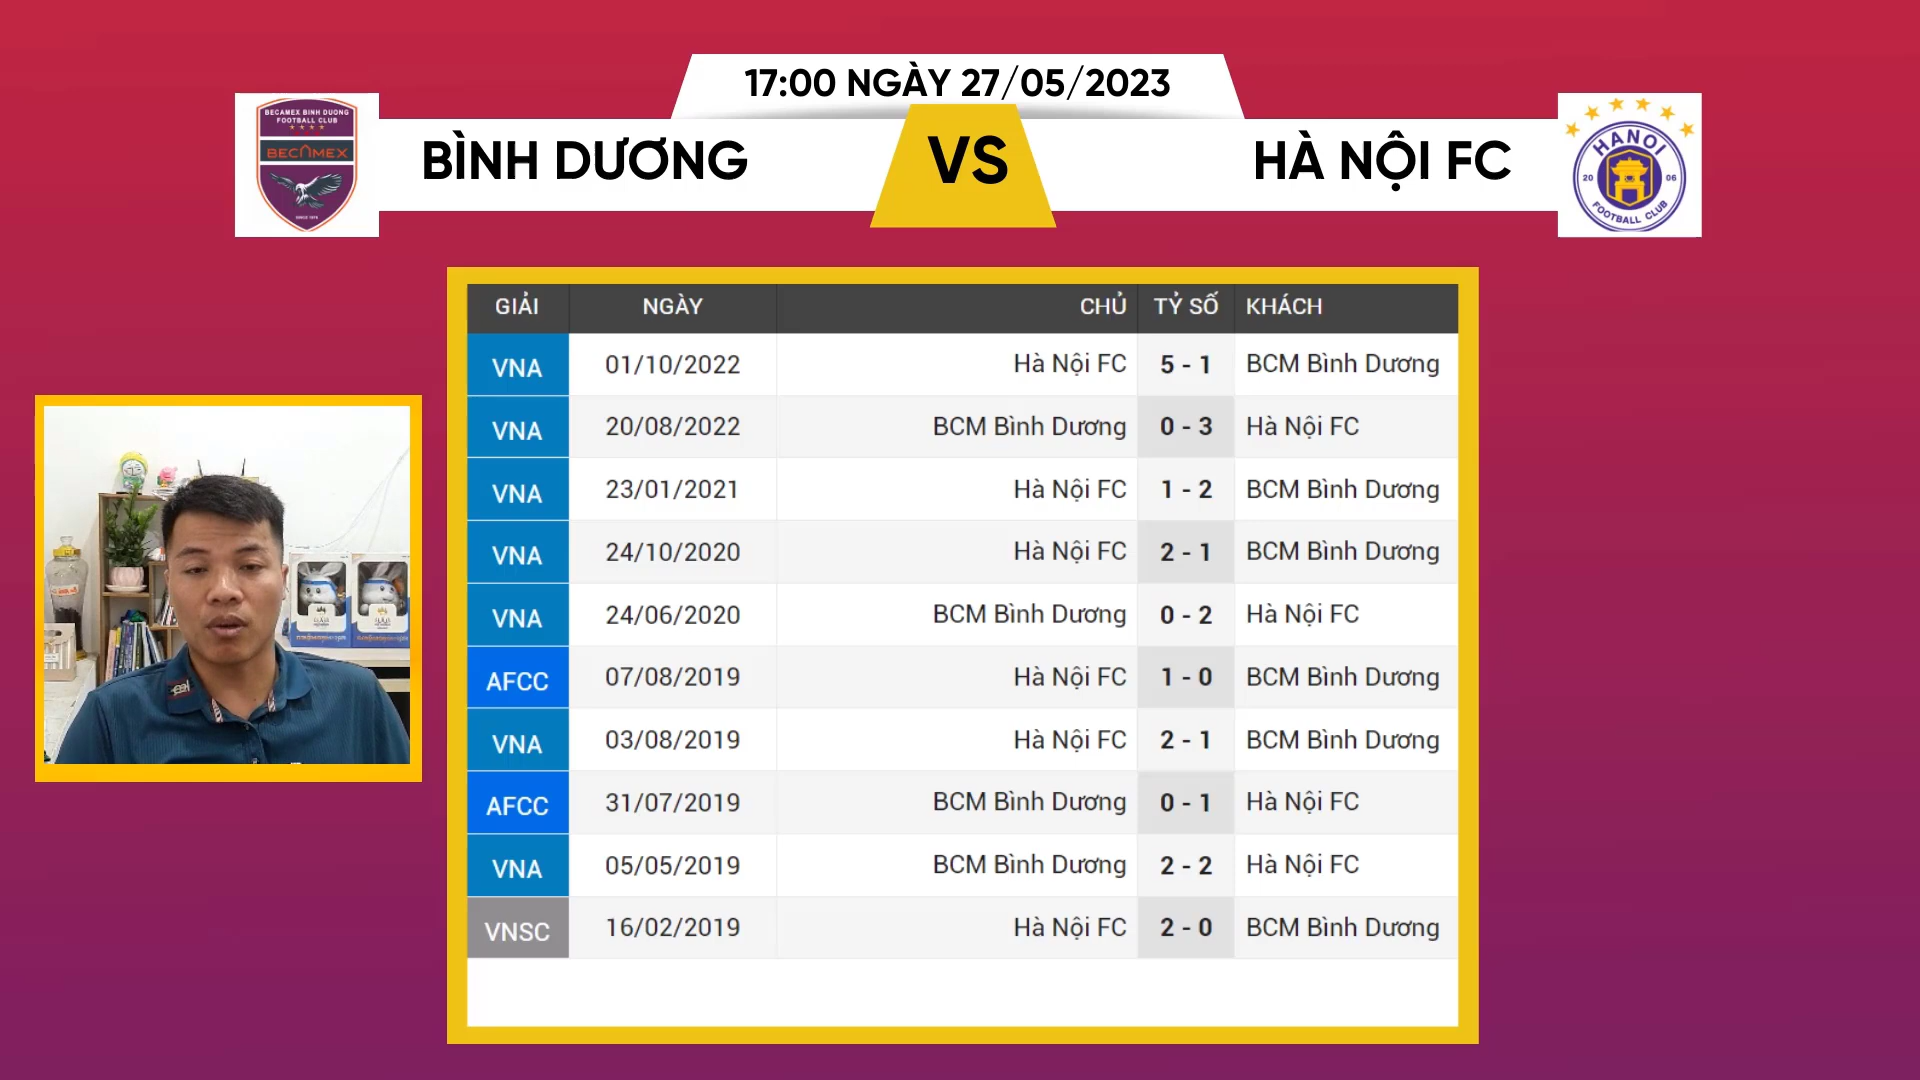 17:00 NGÀY 27/05/2023
BECAMEX BINH DUONG
FOOTBALL CLUB
BECAMEX
SINCE 1976
BÌNH DƯƠNG
VS
HÀ NỘI FC
HANOI
20 06
FOOTBALL CLUB
GIẢI NGÀY CHỦ TỶ SỐ KHÁCH
VNA 01/10/2022 Hà Nội FC 5 - 1 BCM Bình Dương
VNA 20/08/2022 BCM Bình Dương 0 - 3 Hà Nội FC
VNA 23/01/2021 Hà Nội FC 1 - 2 BCM Bình Dương
VNA 24/10/2020 Hà Nội FC 2 - 1 BCM Bình Dương
VNA 24/06/2020 BCM Bình Dương 0 - 2 Hà Nội FC
AFCC 07/08/2019 Hà Nội FC 1 - 0 BCM Bình Dương
VNA 03/08/2019 Hà Nội FC 2 - 1 BCM Bình Dương
AFCC 31/07/2019 BCM Bình Dương 0 - 1 Hà Nội FC
VNA 05/05/2019 BCM Bình Dương 2 - 2 Hà Nội FC
VNSC 16/02/2019 Hà Nội FC 2 - 0 BCM Bình Dương